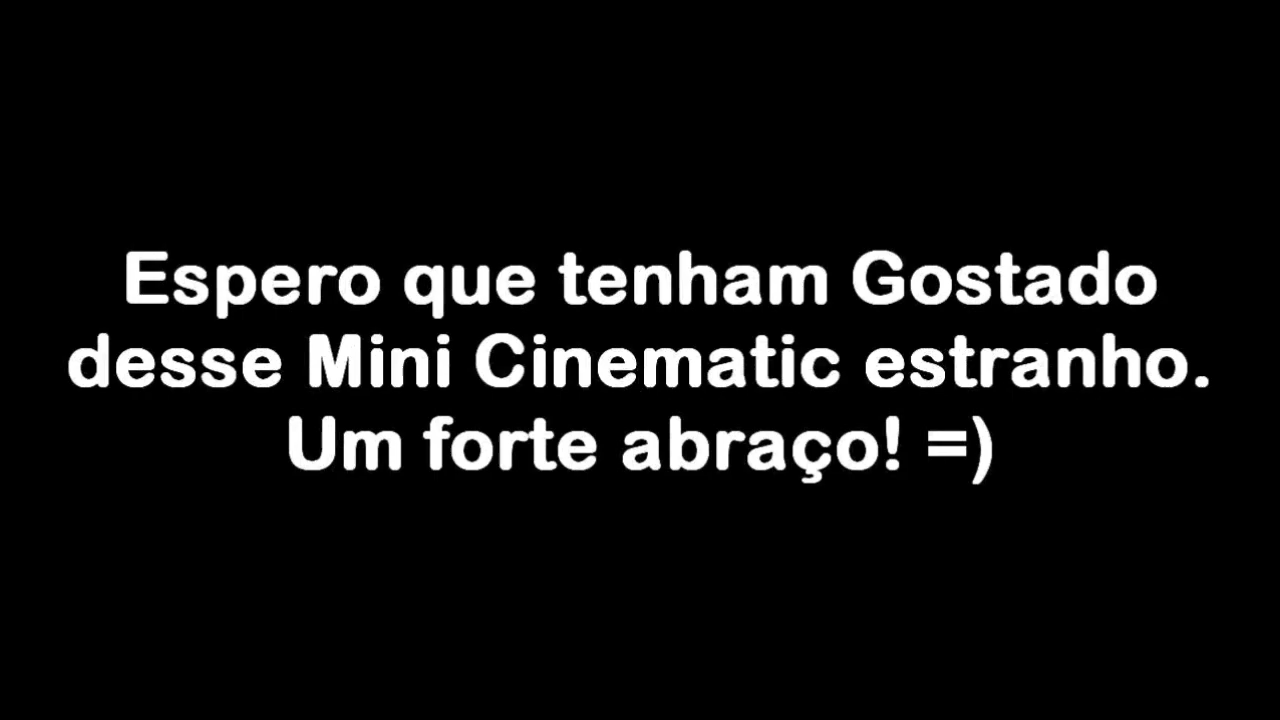 Espero que tenham Gostado
desse Mini Cinematic estranho.
Um forte abraço! =)